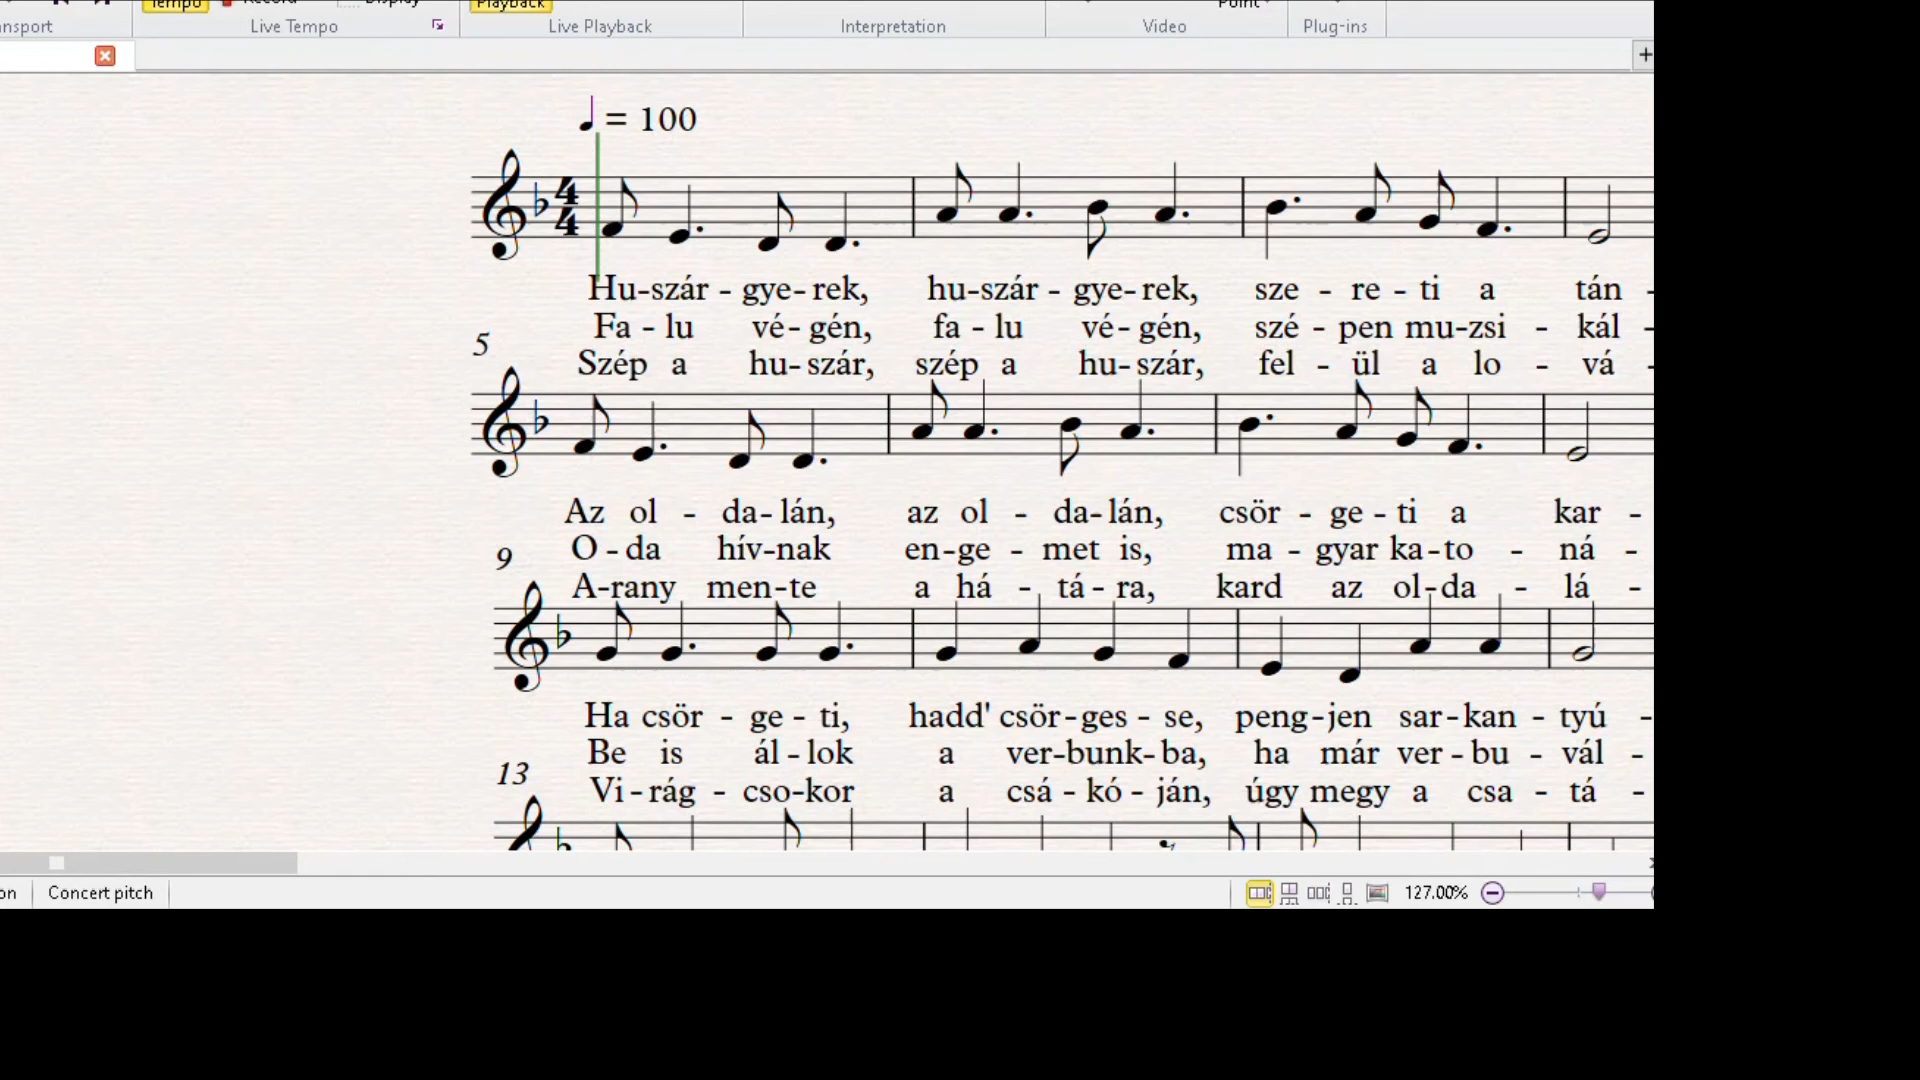 Tempo Record Display Playback Point
nsport Live Tempo Live Playback Interpretation Video Plug-ins
+
= 100
4
4
Hu-szár - gye- rek, hu-szár - gye- rek, sze - re - ti a tán -
Fa - lu vé- gén, fa - lu vé- gén, szé - pen mu-zsi - kál -
5
Szép a hu- szár, szép a hu- szár, fel - ül a lo - vá -
Az ol - da- lán, az ol - da- lán, csör - ge - ti a kar -
O - da hív-nak en-ge - met is, ma - gyar ka-to - ná -
9
A-rany men-te a há - tá - ra, kard az ol-da - lá -
Ha csör - ge - ti, hadd' csör-ges - se, peng-jen sar-kan - tyú -
Be is ál - lok a ver-bunk- ba, ha már ver - bu - vál -
13
Vi - rág - cso-kor a csá - kó - ján, úgy megy a csa - tá -
on Concert pitch 127.00%